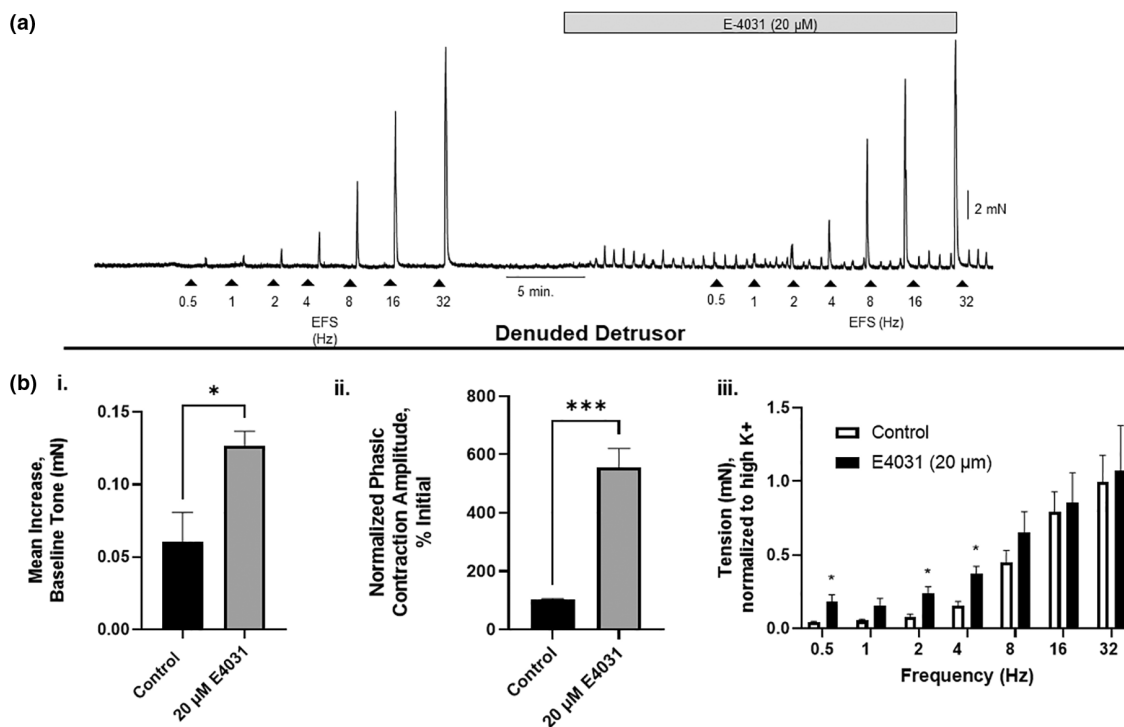 (a)
E-4031 (20 µM)
2 mN
5 min.
0.5 1 2 4 8 16 32
0.5 1 2 4 8 16 32
EFS
(Hz)
EFS (Hz)
Denuded Detrusor
(b) i.
Mean Increase,
Baseline Tone (mN)
0.15
0.10
0.05
0.00
*
Control
20 µM E4031
ii.
Normalized Phasic
Contraction Amplitude,
% Initial
800
600
400
200
100
0
***
Control
20 µM E4031
iii.
Tension (mN),
normalized to high K+
1.5
1.0
0.5
0.0
Control
E4031 (20 µm)
* * *
0.5 1 2 4 8 16 32
Frequency (Hz)